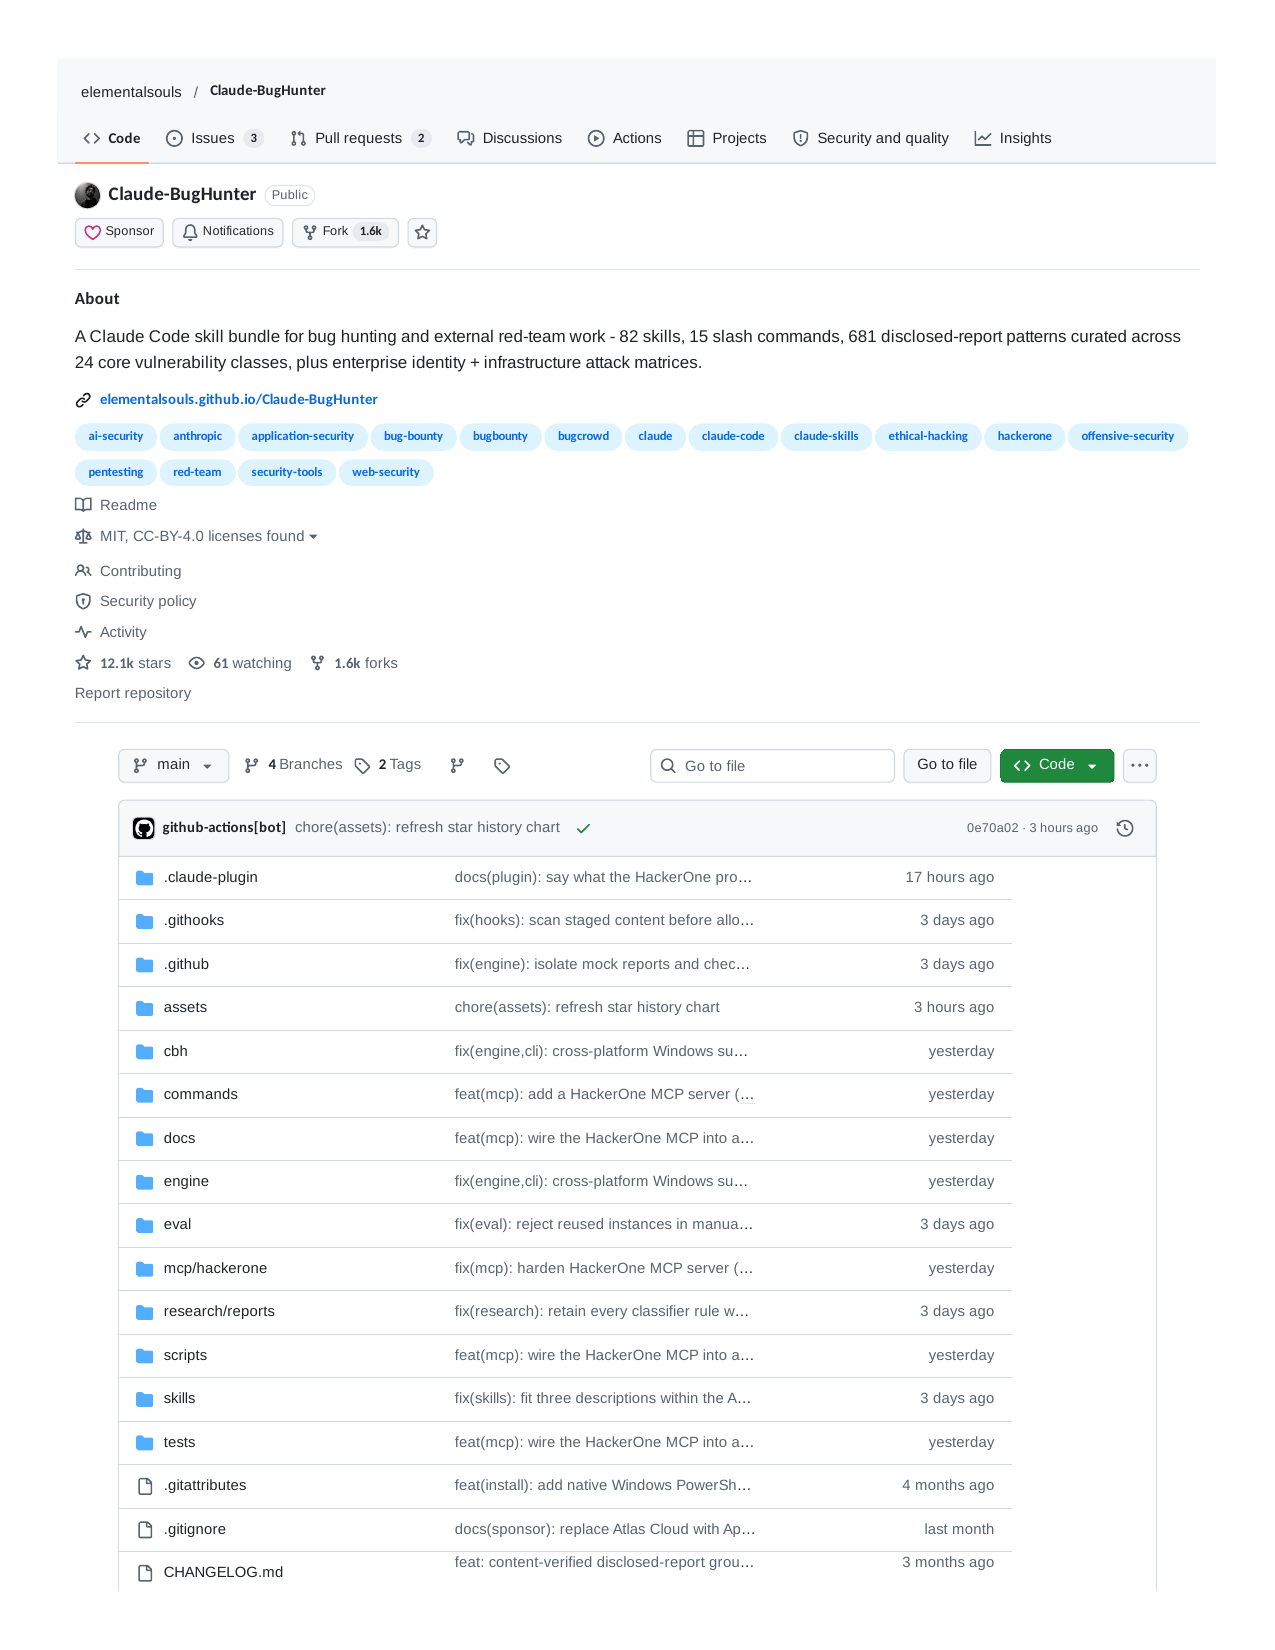 elementalsouls / Claude-BugHunter
Code Issues 3 Pull requests 2 Discussions Actions Projects Security and quality Insights
Claude-BugHunter Public
Sponsor Notifications Fork 1.6k
About
A Claude Code skill bundle for bug hunting and external red-team work - 82 skills, 15 slash commands, 681 disclosed-report patterns curated across
24 core vulnerability classes, plus enterprise identity + infrastructure attack matrices.
elementalsouls.github.io/Claude-BugHunter
ai-security anthropic application-security bug-bounty bugbounty bugcrowd claude claude-code claude-skills ethical-hacking hackerone offensive-security
pentesting red-team security-tools web-security
Readme
MIT, CC-BY-4.0 licenses found
Contributing
Security policy
Activity
12.1k stars 61 watching 1.6k forks
Report repository
main 4 Branches 2 Tags Go to file Go to file Code
github-actions[bot] chore(assets): refresh star history chart 0e70a02 · 3 hours ago
.claude-plugin docs(plugin): say what the HackerOne pro… 17 hours ago
.githooks fix(hooks): scan staged content before allo… 3 days ago
.github fix(engine): isolate mock reports and chec… 3 days ago
assets chore(assets): refresh star history chart 3 hours ago
cbh fix(engine,cli): cross-platform Windows su… yesterday
commands feat(mcp): add a HackerOne MCP server (… yesterday
docs feat(mcp): wire the HackerOne MCP into a… yesterday
engine fix(engine,cli): cross-platform Windows su… yesterday
eval fix(eval): reject reused instances in manua… 3 days ago
mcp/hackerone fix(mcp): harden HackerOne MCP server (… yesterday
research/reports fix(research): retain every classifier rule w… 3 days ago
scripts feat(mcp): wire the HackerOne MCP into a… yesterday
skills fix(skills): fit three descriptions within the A… 3 days ago
tests feat(mcp): wire the HackerOne MCP into a… yesterday
.gitattributes feat(install): add native Windows PowerSh… 4 months ago
.gitignore docs(sponsor): replace Atlas Cloud with Ap… last month
CHANGELOG.md feat: content-verified disclosed-report grou… 3 months ago